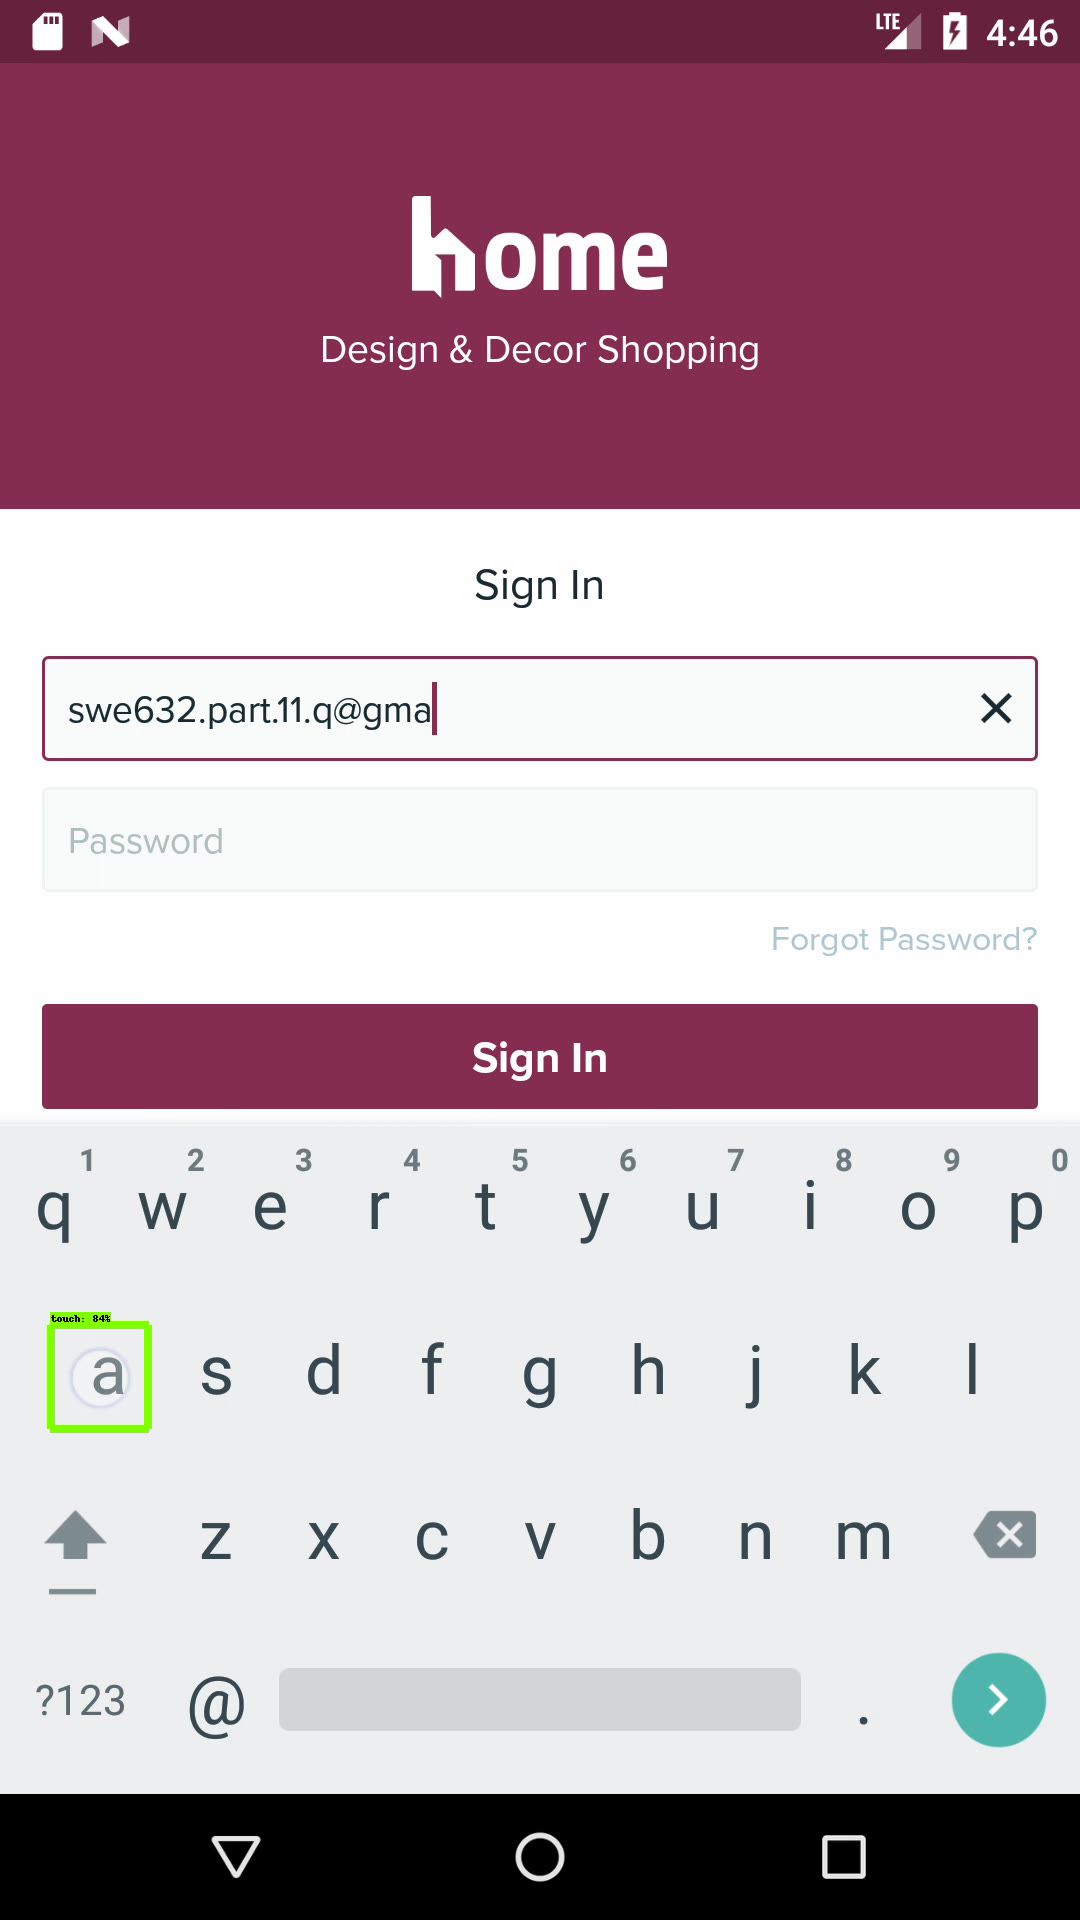 LTE 4:46
home
Design & Decor Shopping
Sign In
swe632.part.11.q@gma
Password
Forgot Password?
Sign In
1 2 3 4 5 6 7 8 9 0
q w e r t y u i o p
touch: 84%
a s d f g h j k l
z x c v b n m
?123 @ .